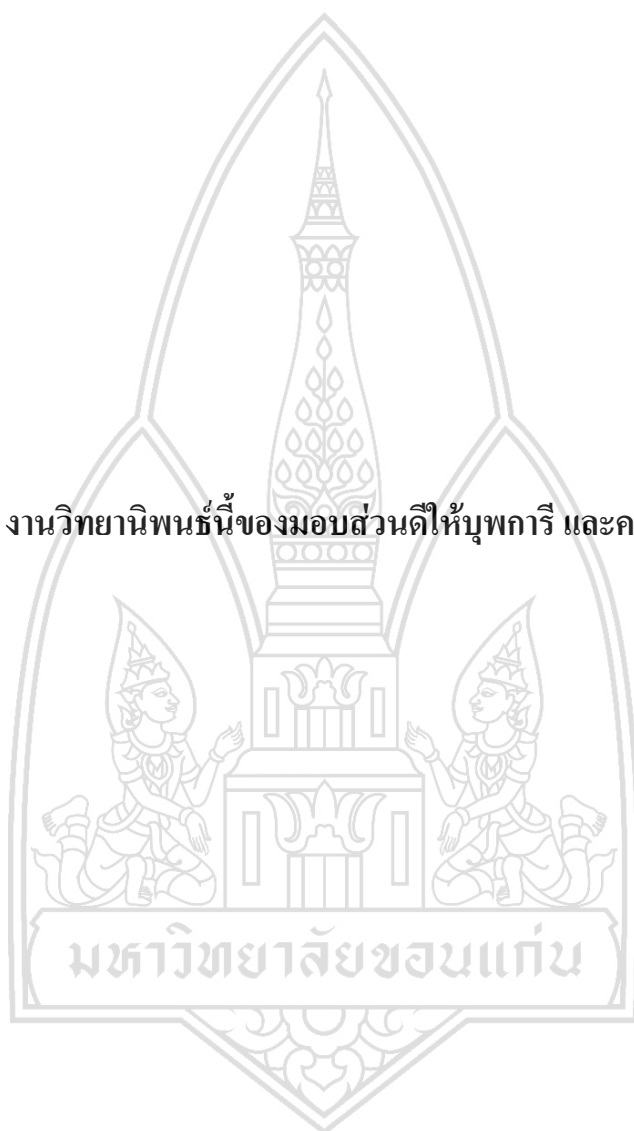 งานวิทยานิพนธ์นี้ของมอบส่วนดีให้บุพการี และค
มหาวิทยาลัยขอนแก่น